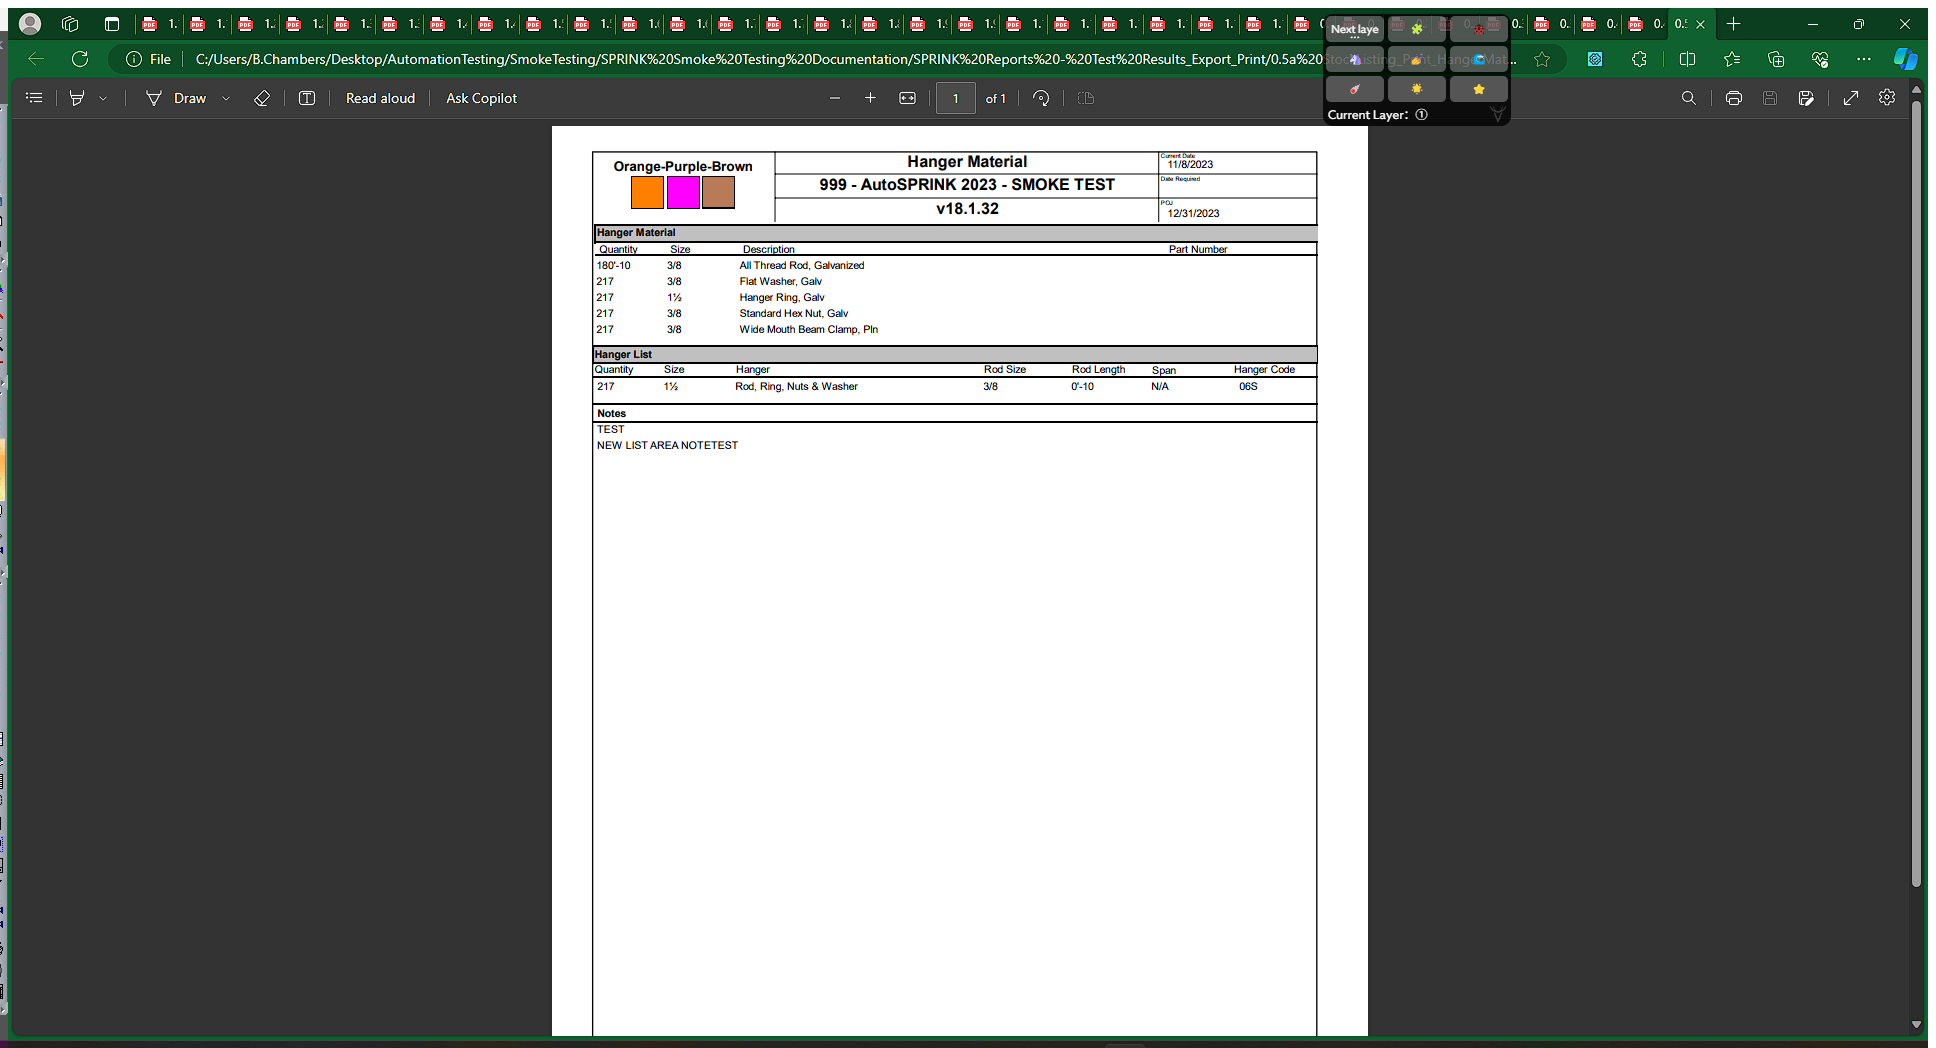 File C:/Users/B.Chambers/Desktop/AutomationTesting/SmokeTesting/SPRINK%20Smoke%20Testing%20Documentation/SPRINK%20Reports%20-%20Test%20Results_Export_Print/0.5a%20
Next laye
Draw Read aloud Ask Copilot 1 of 1
Current Layer: ①
Orange-Purple-Brown
Hanger Material
999 - AutoSPRINK 2023 - SMOKE TEST
v18.1.32
Current Date
11/8/2023
Date Required
POJ
12/31/2023
Hanger Material
Quantity Size Description Part Number
180'-10 3/8 All Thread Rod, Galvanized
217 3/8 Flat Washer, Galv
217 1½ Hanger Ring, Galv
217 3/8 Standard Hex Nut, Galv
217 3/8 Wide Mouth Beam Clamp, Pln
Hanger List
Quantity Size Hanger Rod Size Rod Length Span Hanger Code
217 1½ Rod, Ring, Nuts & Washer 3/8 0'-10 N/A 06S
Notes
TEST
NEW LIST AREA NOTETEST